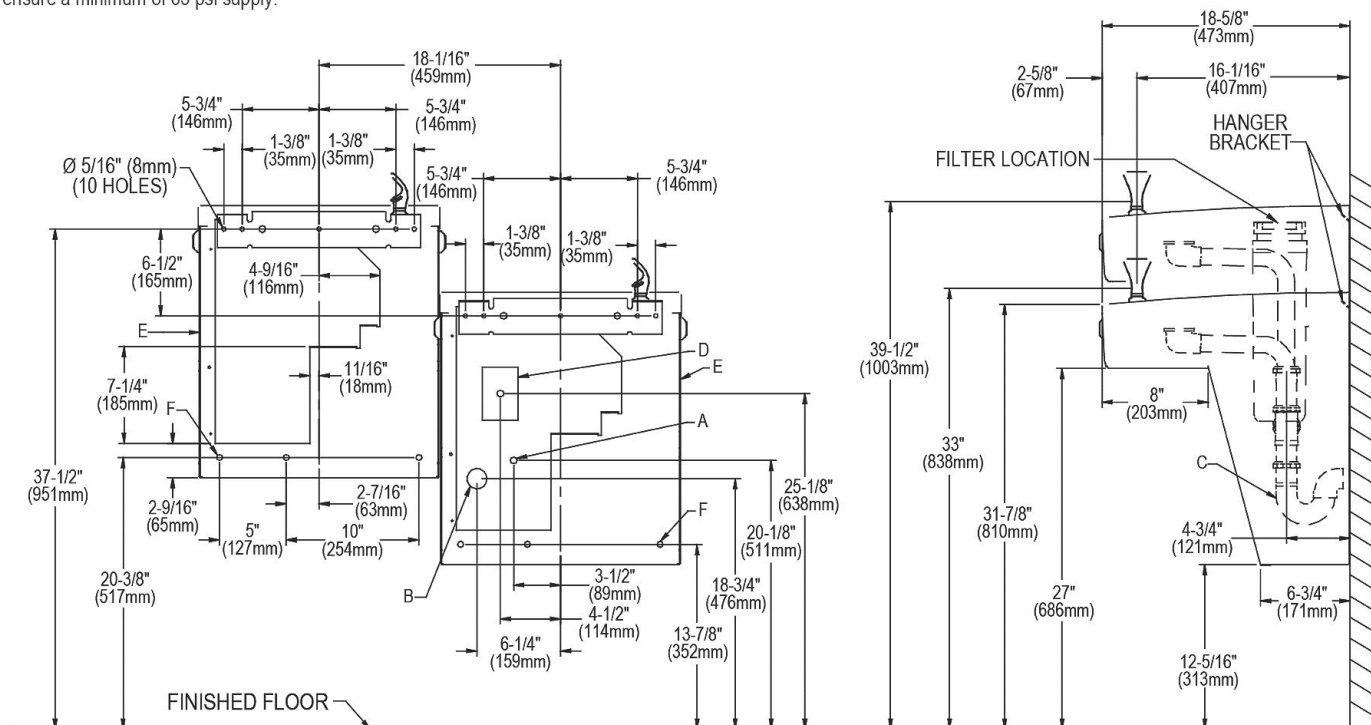 ensure a minimum of 65 psi supply.
18-5/8"
(473mm)
18-1/16"
(459mm)
2-5/8"
(67mm)
16-1/16"
(407mm)
5-3/4"
(146mm)
5-3/4"
(146mm)
1-3/8"
(35mm)
1-3/8"
(35mm)
HANGER
BRACKET
FILTER LOCATION
Ø 5/16" (8mm)
(10 HOLES)
5-3/4"
(146mm)
5-3/4"
(146mm)
1-3/8"
(35mm)
1-3/8"
(35mm)
6-1/2"
(165mm)
4-9/16"
(116mm)
E
D
E
39-1/2"
(1003mm)
11/16"
(18mm)
7-1/4"
(185mm)
F
A
8"
(203mm)
33"
(838mm)
C
37-1/2"
(951mm)
2-9/16"
(65mm)
2-7/16"
(63mm)
25-1/8"
(638mm)
F
20-1/8"
(511mm)
31-7/8"
(810mm)
5"
(127mm)
10"
(254mm)
4-3/4"
(121mm)
20-3/8"
(517mm)
B
3-1/2"
(89mm)
18-3/4"
(476mm)
27"
(686mm)
6-3/4"
(171mm)
4-1/2"
(114mm)
13-7/8"
(352mm)
6-1/4"
(159mm)
12-5/16"
(313mm)
FINISHED FLOOR